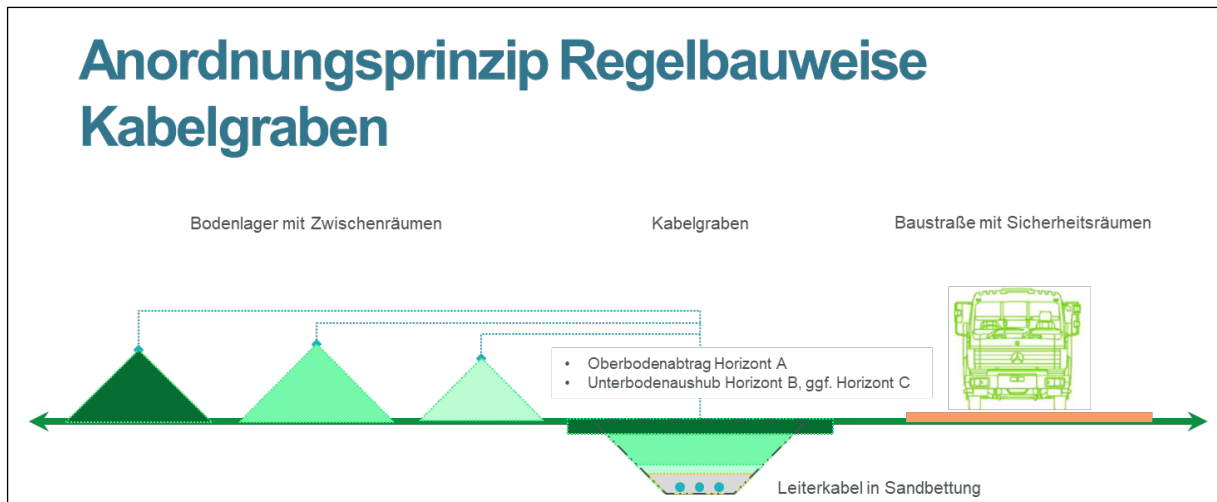 Anordnungsprinzip Regelbauweise
Kabelgraben
Bodenlager mit Zwischenräumen
Kabelgraben
Baustraße mit Sicherheitsräumen
• Oberbodenabtrag Horizont A
• Unterbodenaushub Horizont B, ggf. Horizont C
Leiterkabel in Sandbettung